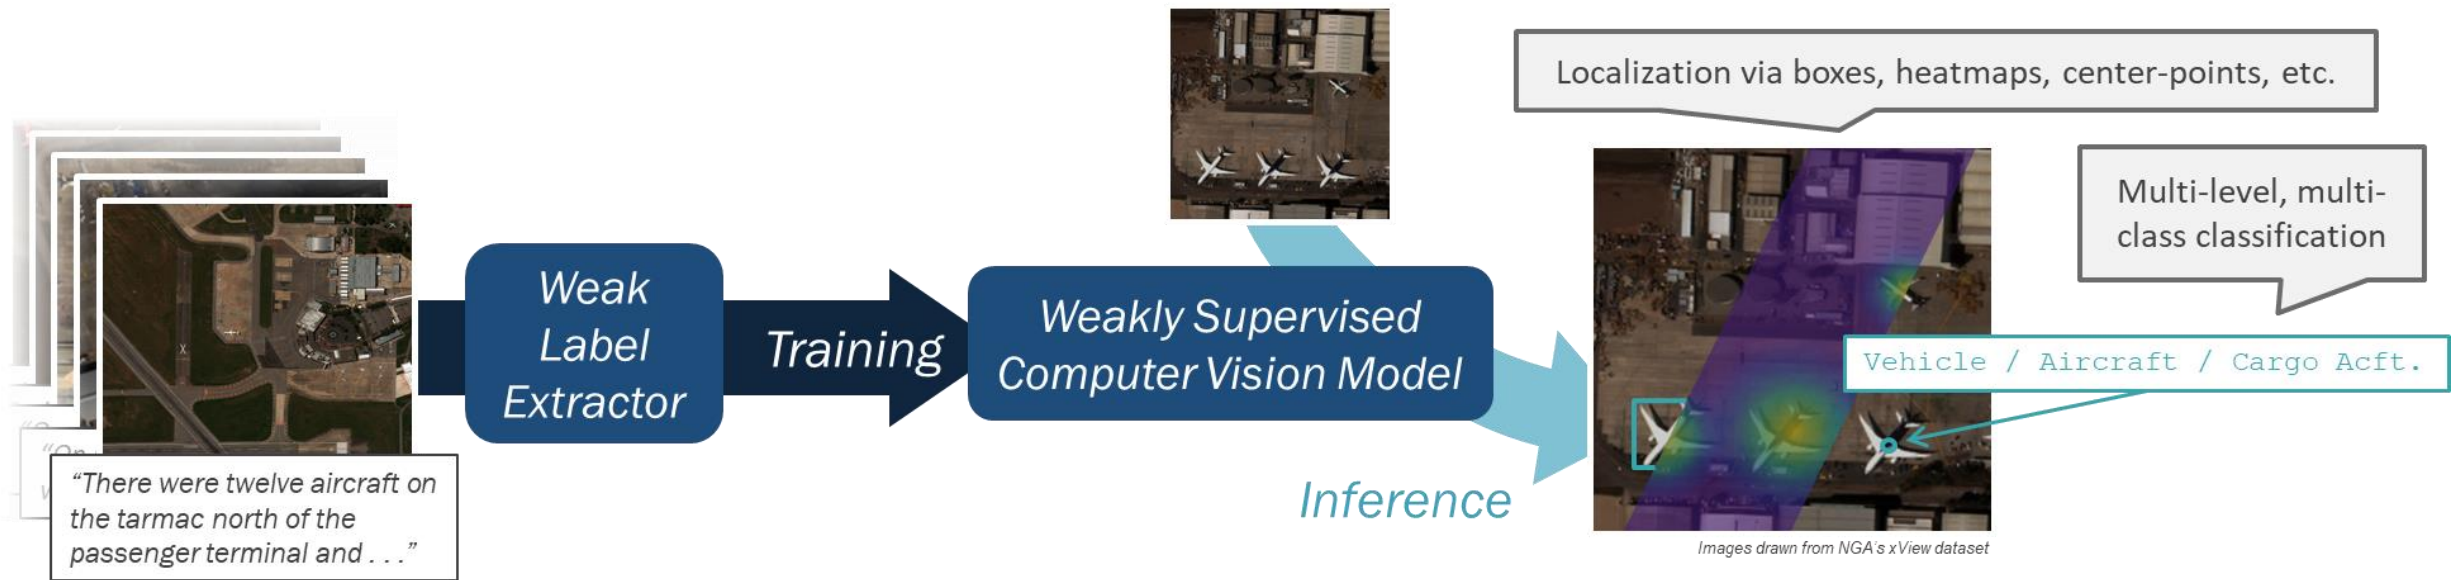 "There were twelve aircraft on
the tarmac north of the
passenger terminal and . . ."
Weak
Label
Extractor
Training
Weakly Supervised
Computer Vision Model
Inference
Localization via boxes, heatmaps, center-points, etc.
Multi-level, multi-
class classification
Vehicle / Aircraft / Cargo Acft.
Images drawn from NGA's xView dataset